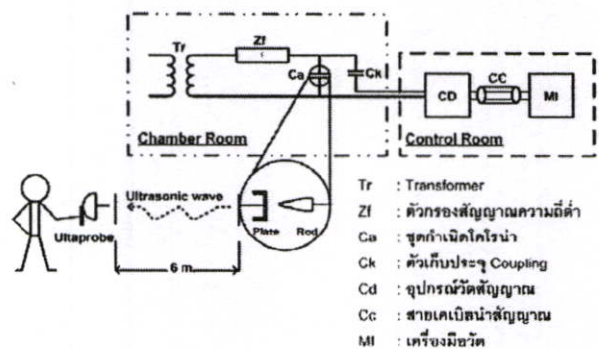 Tr
Zf
Ca
Ck
CD
CC
MI
Chamber Room
Control Room
Ultrasonic wave
Plate
Rod
Ultaprobe
6 m.
Tr : Transformer
Zf : ตัวกรองสัญญาณความถี่ต่ำ
Ca : ชุดกำเนิดโคโรน่า
Ck : ตัวเก็บประจุ Coupling
Cd : อุปกรณ์วัดสัญญาณ
Cc : สายเคเบิลนำสัญญาณ
MI : เครื่องมือวัด